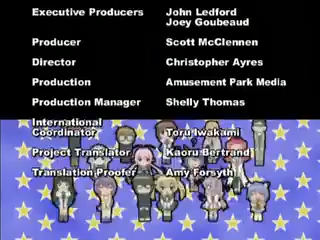 Executive Producers John Ledford
Joey Goubeaud
Producer Scott McClennen
Director Christopher Ayres
Production Amusement Park Media
Production Manager Shelly Thomas
International
Coordinator Toru Iwakami
Project Translator Kaoru Bertrand
Translation Proofer Amy Forsyth